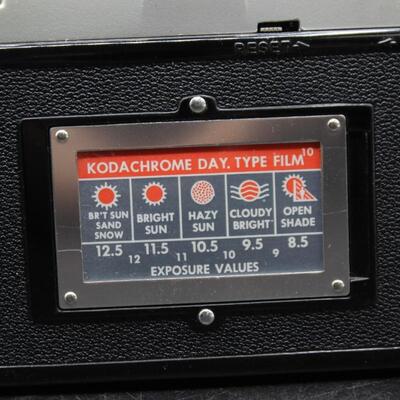 RESET
KODACHROME DAY. TYPE FILM 10
BR'T SUN SAND SNOW
BRIGHT SUN
HAZY SUN
CLOUDY BRIGHT
OPEN SHADE
12.5 11.5 10.5 9.5 8.5
12 11 10 9
EXPOSURE VALUES